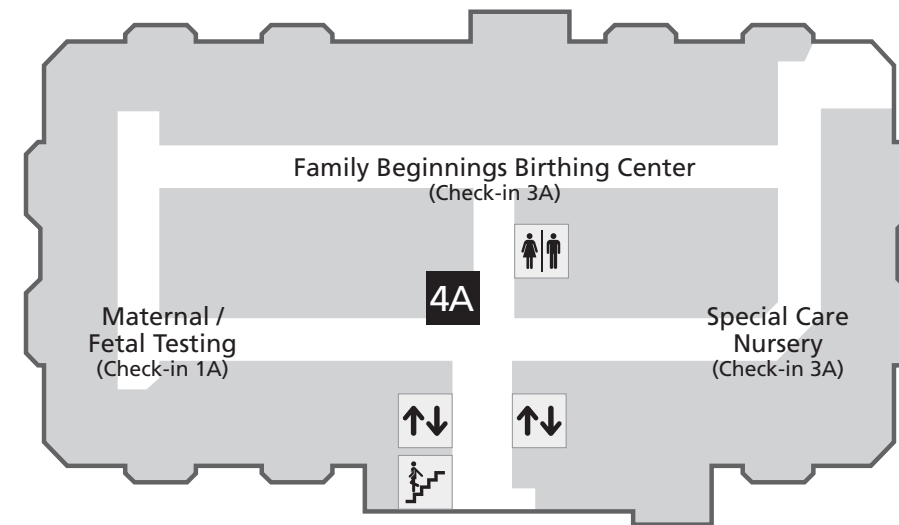 Family Beginnings Birthing Center
(Check-in 3A)
4A
Maternal /
Fetal Testing
(Check-in 1A)
Special Care
Nursery
(Check-in 3A)